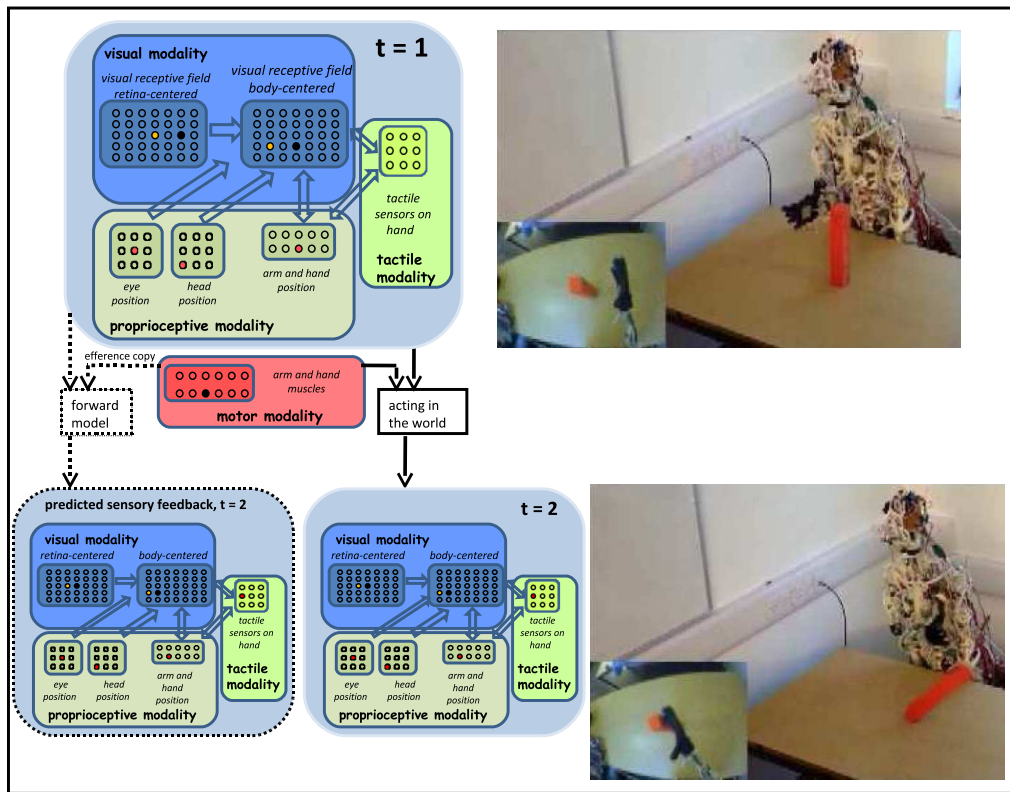 t = 1
visual modality
visual receptive field
retina-centered
visual receptive field
body-centered
tactile
sensors on
hand
tactile
modality
eye
position
head
position
arm and hand
position
proprioceptive modality
efference copy
arm and hand
muscles
motor modality
forward
model
acting in
the world
predicted sensory feedback, t = 2
visual modality
retina-centered
body-centered
tactile
sensors on
hand
tactile
modality
eye
position
head
position
arm and
hand
position
proprioceptive modality
t = 2
visual modality
retina-centered
body-centered
tactile
sensors on
hand
tactile
modality
eye
position
head
position
arm and
hand
position
proprioceptive modality